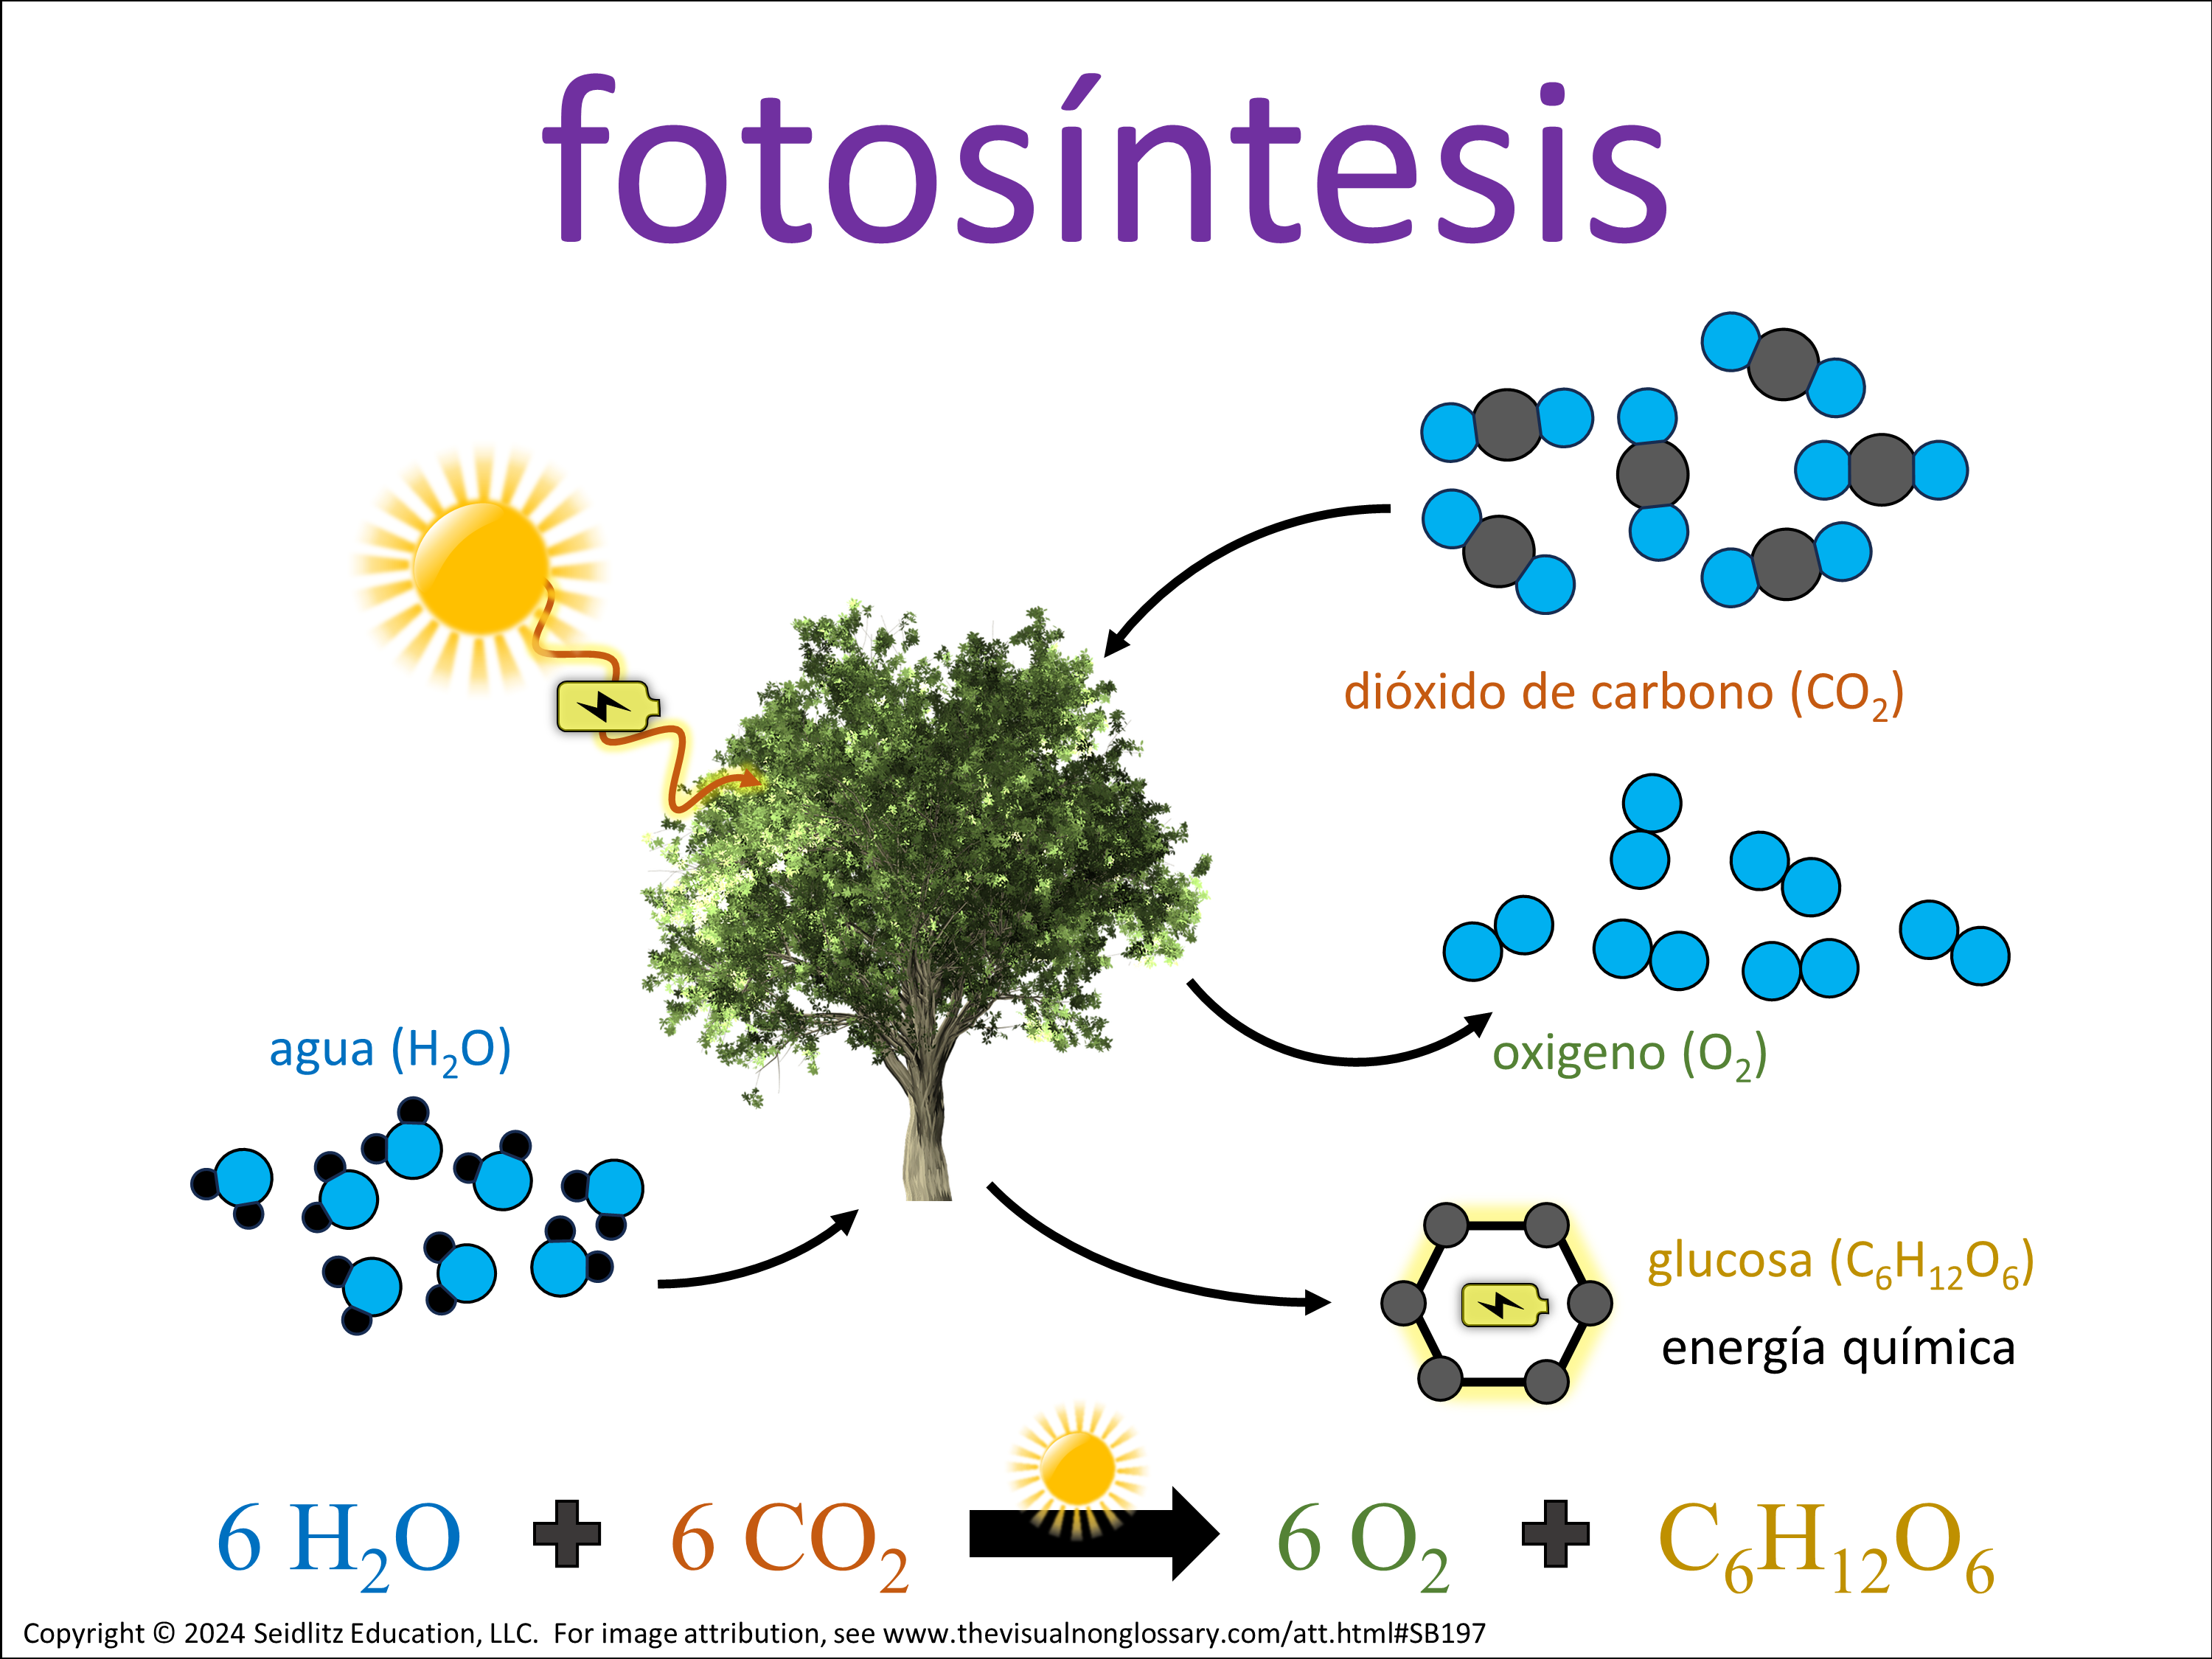 fotosíntesis
dióxido de carbono (CO₂)
agua (H₂O)
oxigeno (O₂)
glucosa (C₆H₁₂O₆)
energía química
6 H₂O + 6 CO₂ → 6 O₂ + C₆H₁₂O₆
Copyright © 2024 Seidlitz Education, LLC. For image attribution, see www.thevisualnonglossary.com/att.html#SB197